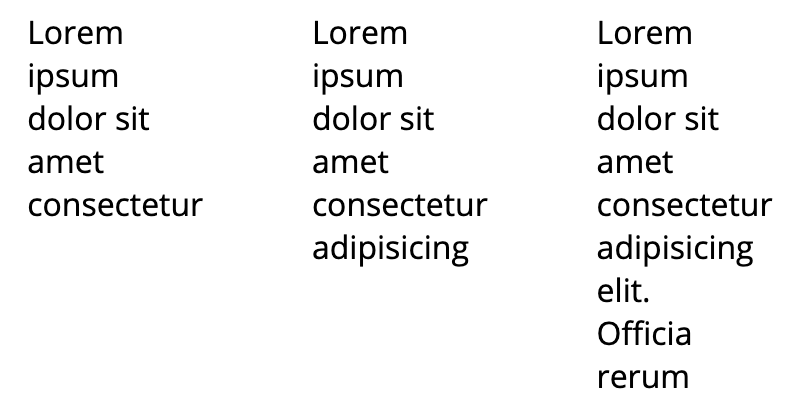 Lorem
ipsum
dolor sit
amet
consectetur
Lorem
ipsum
dolor sit
amet
consectetur
adipisicing
Lorem
ipsum
dolor sit
amet
consectetur
adipisicing
elit.
Officia
rerum